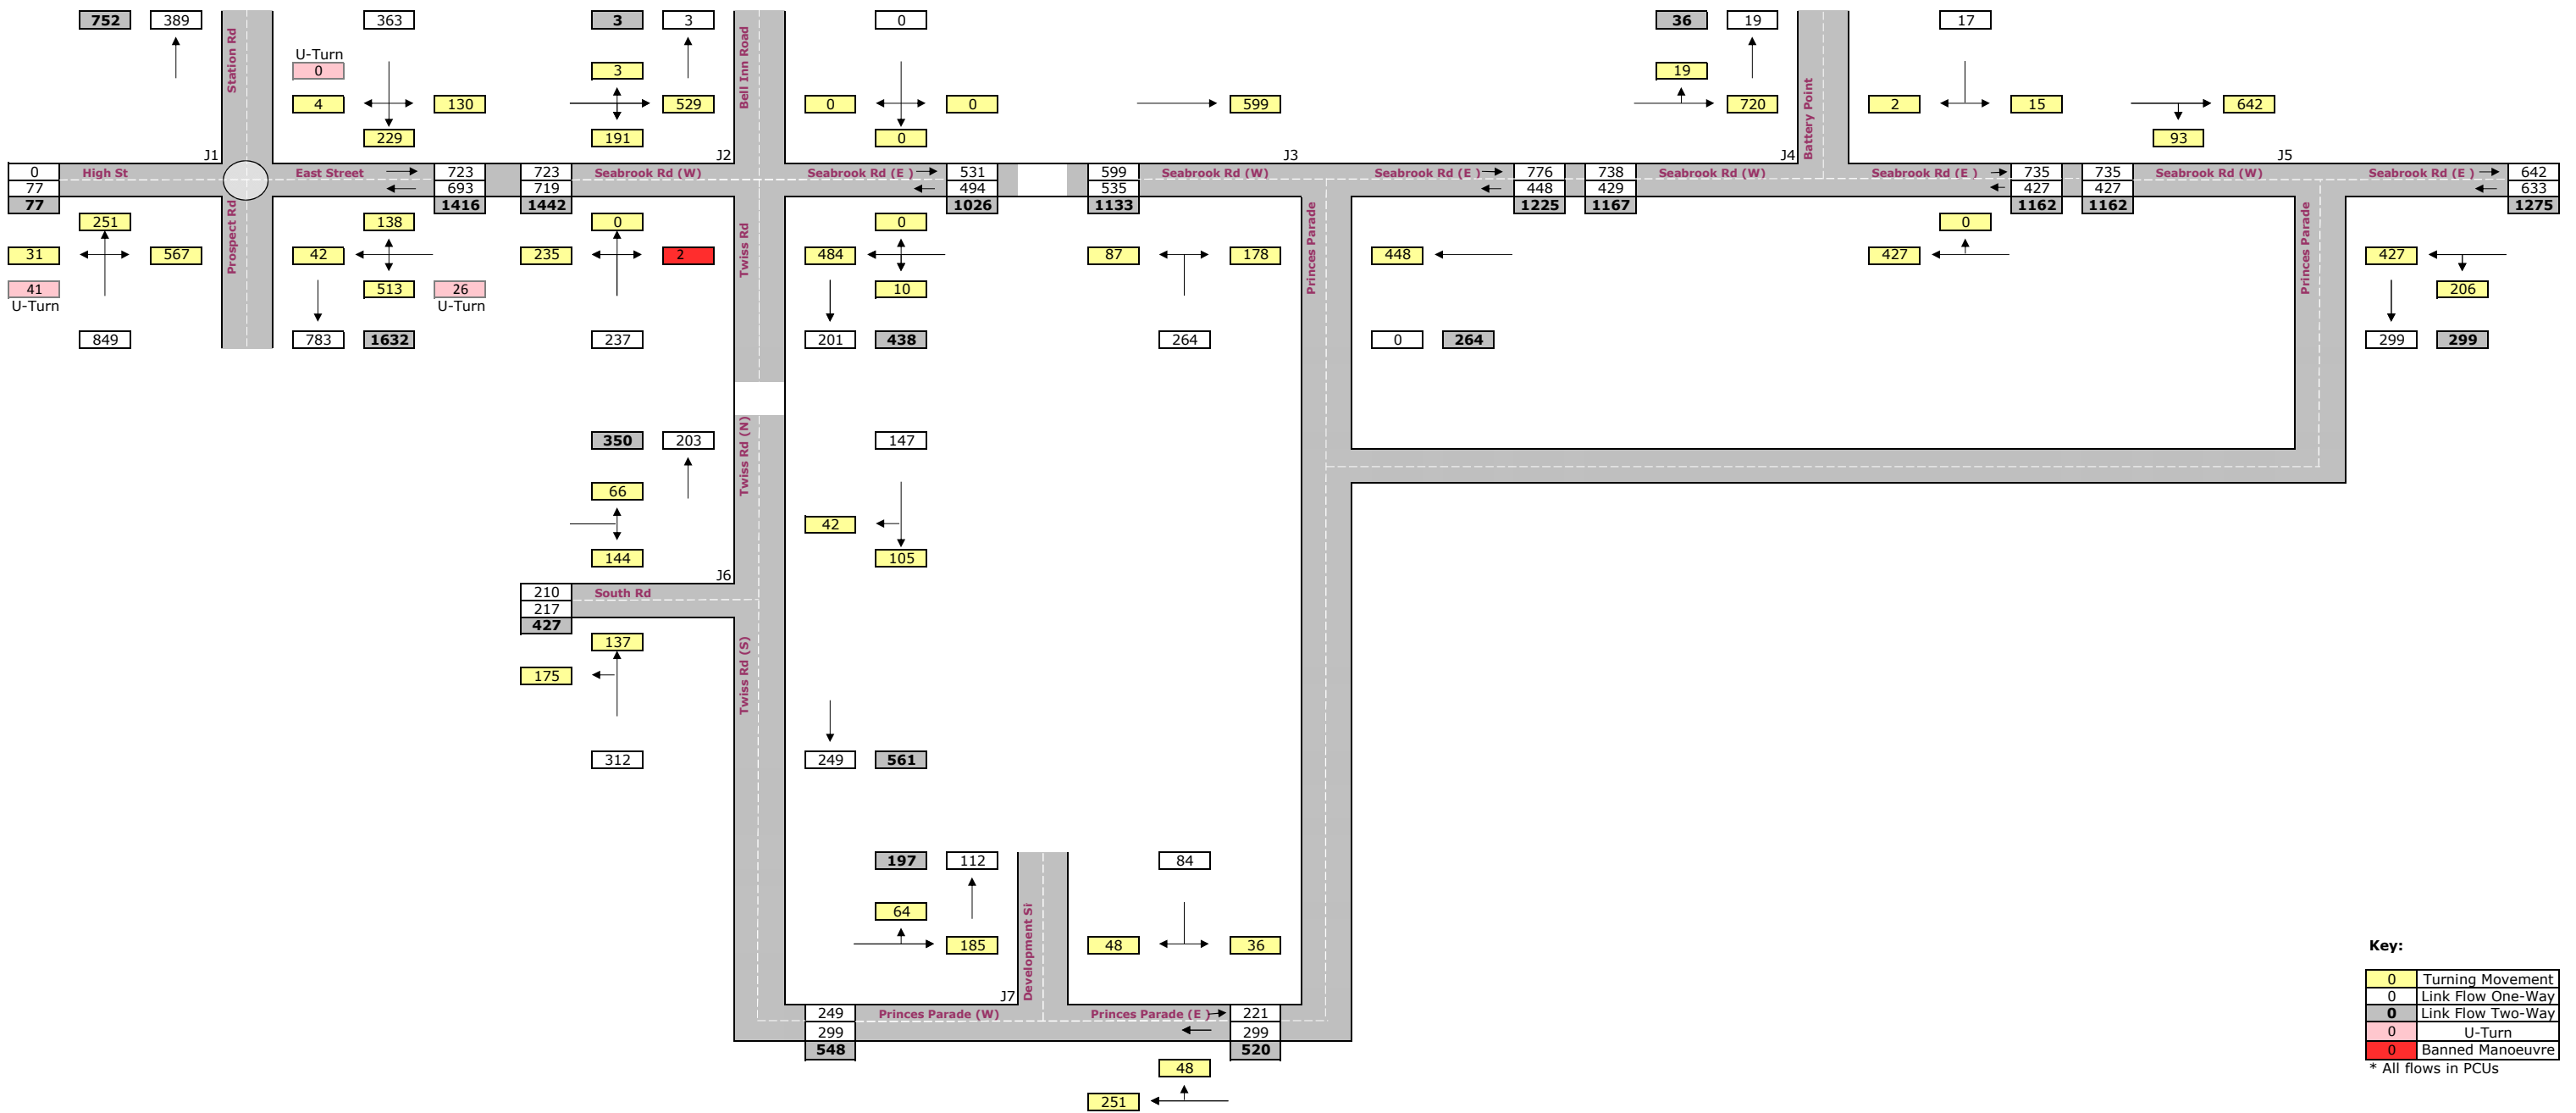 752 389 363 3 3 0 36 19 17
Station Rd
Bell Inn Road
Battery Point
U-Turn
0 3 19
4 130 529 0 0 599 720 2 15 642
229 191 0 93
J1 J2 J3 J4 J5
0 High St East Street 723 723 Seabrook Rd (W) Seabrook Rd (E ) 531 599 Seabrook Rd (W) Seabrook Rd (E ) 776 738 Seabrook Rd (W) Seabrook Rd (E ) 735 735 Seabrook Rd (W) Seabrook Rd (E ) 642
77 693 719 494 535 448 429 427 427 633
77 1416 1442 1026 1133 1225 1167 1162 1162 1275
Prospect Rd
Twiss Rd
Princes Parade
Princes Parade
251 138 0 0 0
31 567 42 235 2 484 87 178 448 427 427
41 513 26 10 206
U-Turn U-Turn
849 783 1632 237 201 438 264 0 264 299 299
350 203 147
Twiss Rd (N)
66
42
144 105
J6
210 South Rd
217
427
137
Twiss Rd (S)
175
312 249 561
197 112 84
64
Development Si
185 48 36
J7
249 Princes Parade (W) Princes Parade (E ) 221
299 299
548 520
48
251
Key:
0 Turning Movement
0 Link Flow One-Way
0 Link Flow Two-Way
0 U-Turn
0 Banned Manoeuvre
* All flows in PCUs